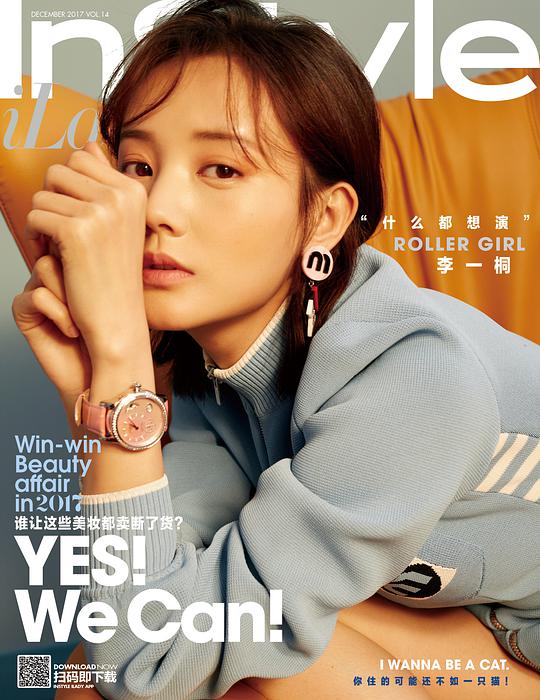 DECEMBER 2017 VOL.14
InStyle
iLa
“什么都想演”
ROLLER GIRL
李一桐
Win-win
Beauty
affair
in 2017
谁让这些美妆都卖断了货？
YES!
We Can!
DOWNLOAD NOW
扫码即下载
INSTYLE ILADY APP
I WANNA BE A CAT.
你住的可能还不如一只猫！